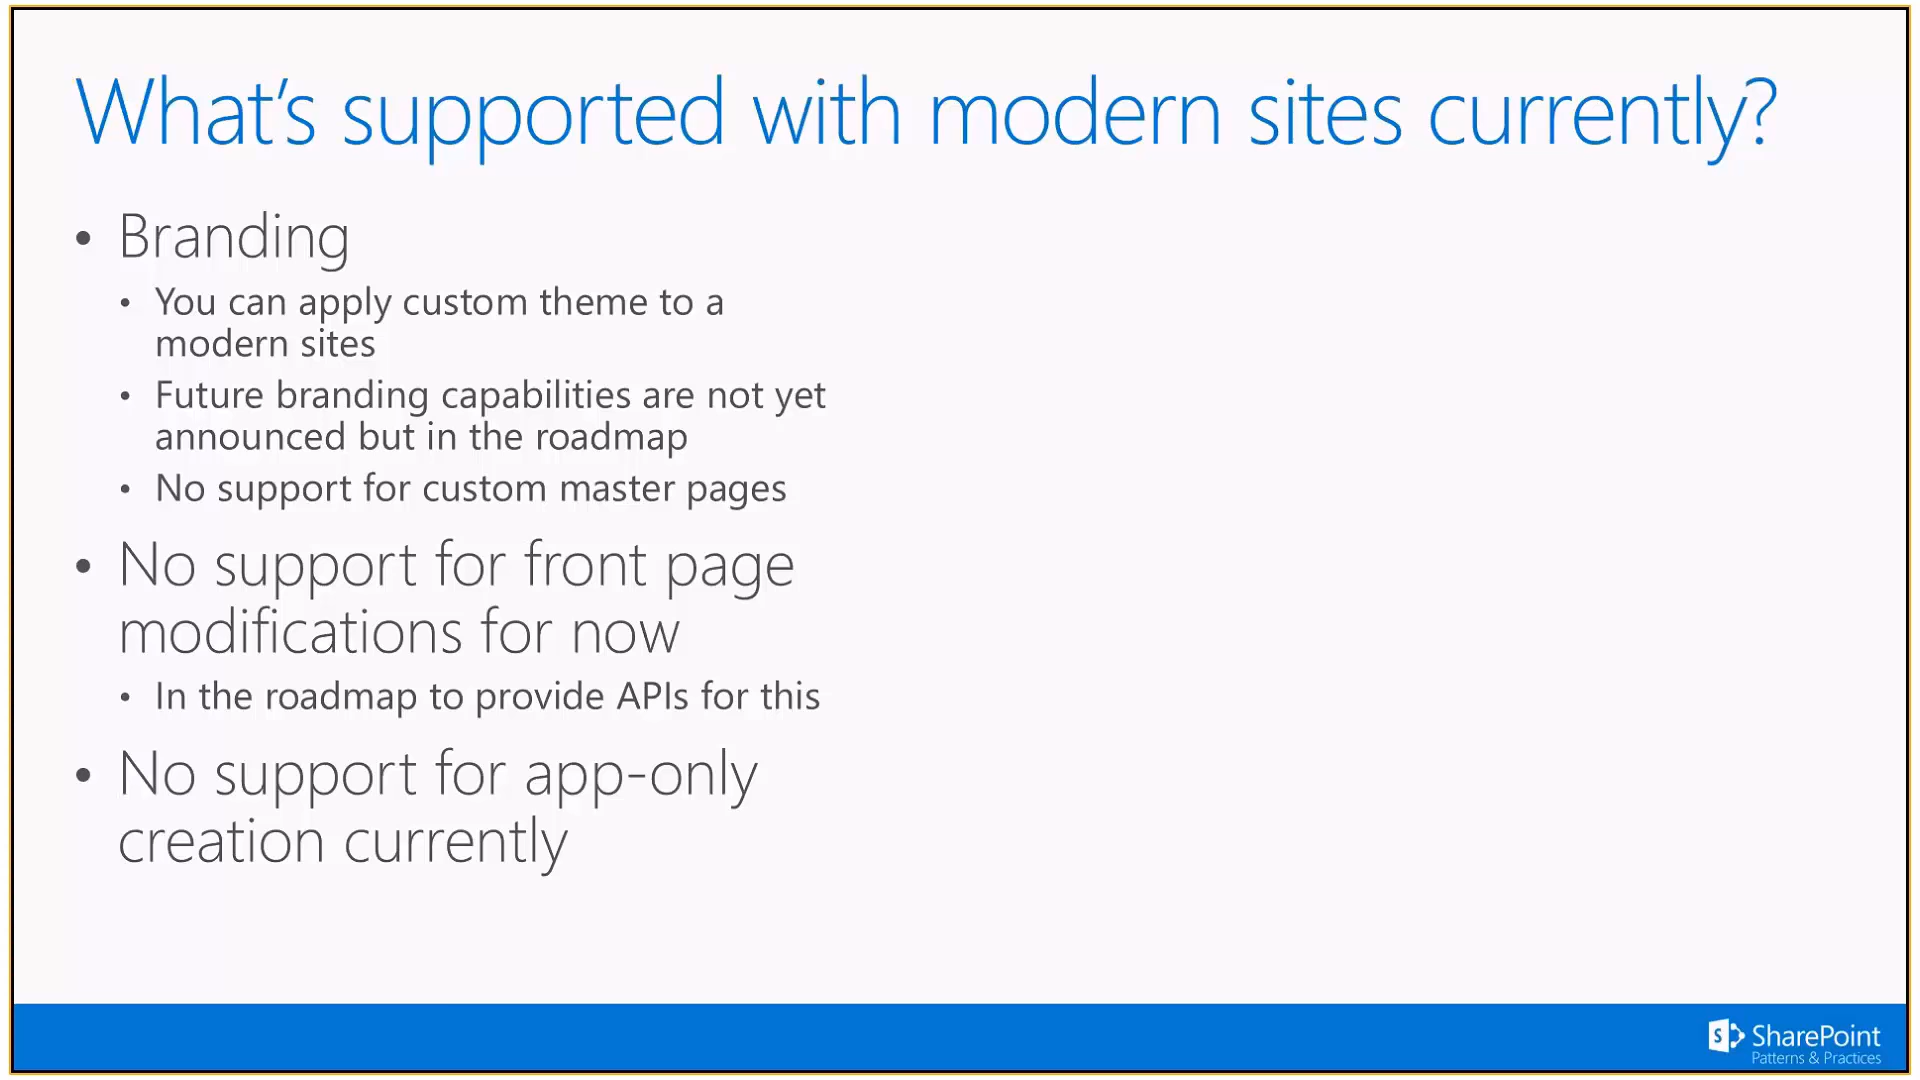 What's supported with modern sites currently?
• Branding
• You can apply custom theme to a
modern sites
• Future branding capabilities are not yet
announced but in the roadmap
• No support for custom master pages
• No support for front page
modifications for now
• In the roadmap to provide APIs for this
• No support for app-only
creation currently
S
SharePoint
Patterns & Practices